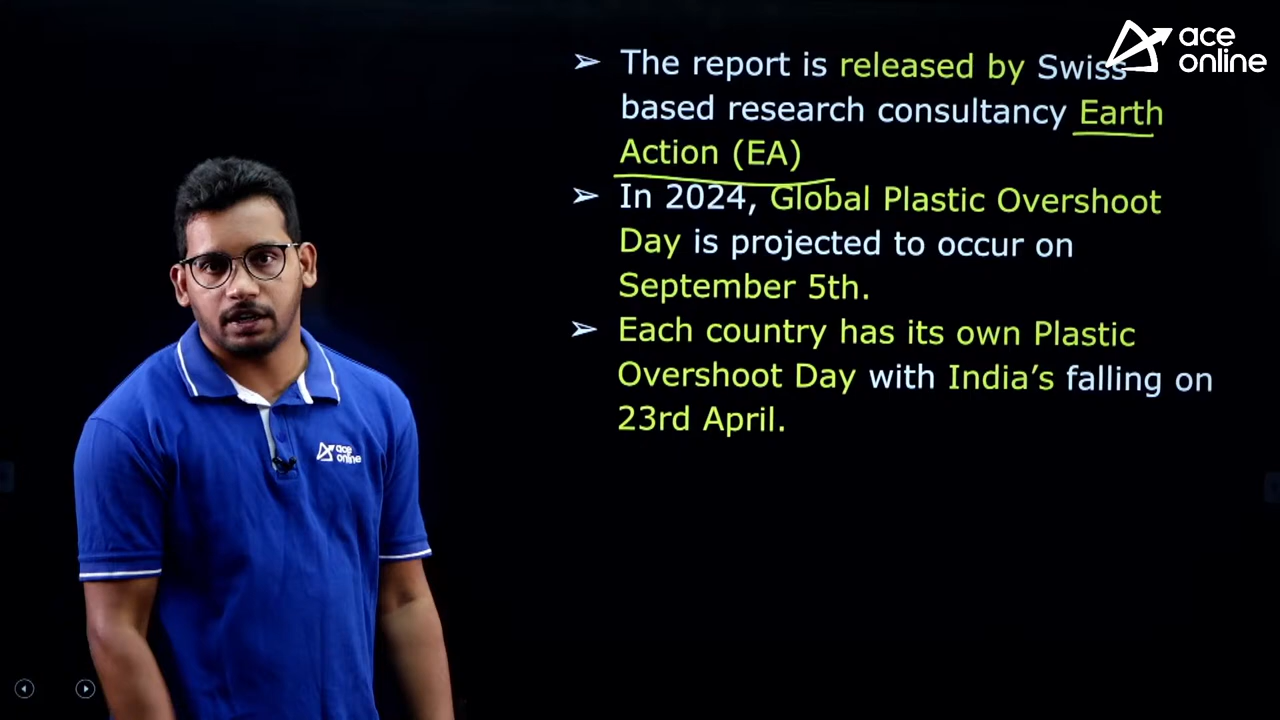 ace
online
➢ The report is released by Swiss
based research consultancy Earth
Action (EA)
➢ In 2024, Global Plastic Overshoot
Day is projected to occur on
September 5th.
➢ Each country has its own Plastic
Overshoot Day with India’s falling on
23rd April.
ace
online